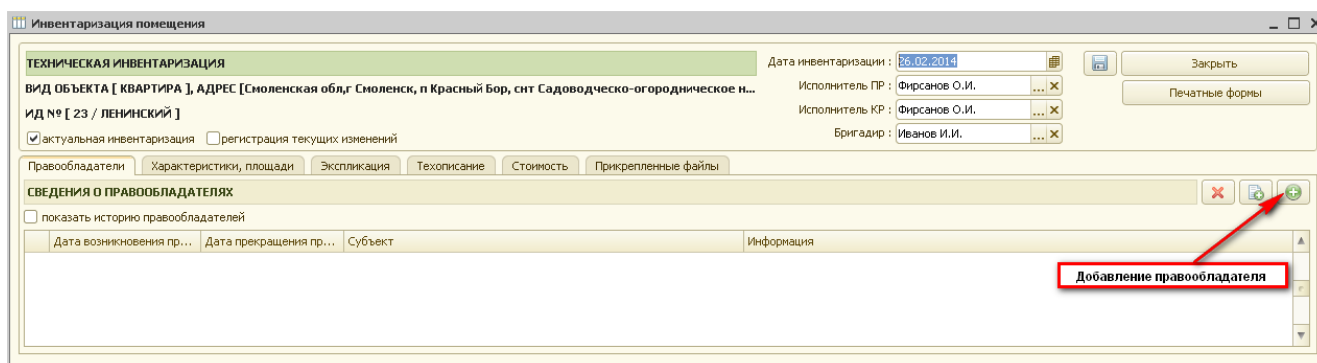 Инвентаризация помещения
ТЕХНИЧЕСКАЯ ИНВЕНТАРИЗАЦИЯ
Дата инвентаризации : 26.02.2014
Закрыть
ВИД ОБЪЕКТА [ КВАРТИРА ], АДРЕС [Смоленская обл,г Смоленск, п Красный Бор, снт Садоводческо-огородническое н...
Исполнитель ПР : Фирсанов О.И. ...
Печатные формы
ИД № [ 23 / ЛЕНИНСКИЙ ]
Исполнитель КР : Фирсанов О.И. ...
актуальная инвентаризация регистрация текущих изменений
Бригадир : Иванов И.И. ...
Правообладатели Характеристики, площади Экспликация Техописание Стоимость Прикрепленные файлы
СВЕДЕНИЯ О ПРАВООБЛАДАТЕЛЯХ
показать историю правообладателей
Дата возникновения пр... Дата прекращения пр... Субъект Информация
Добавление правообладателя